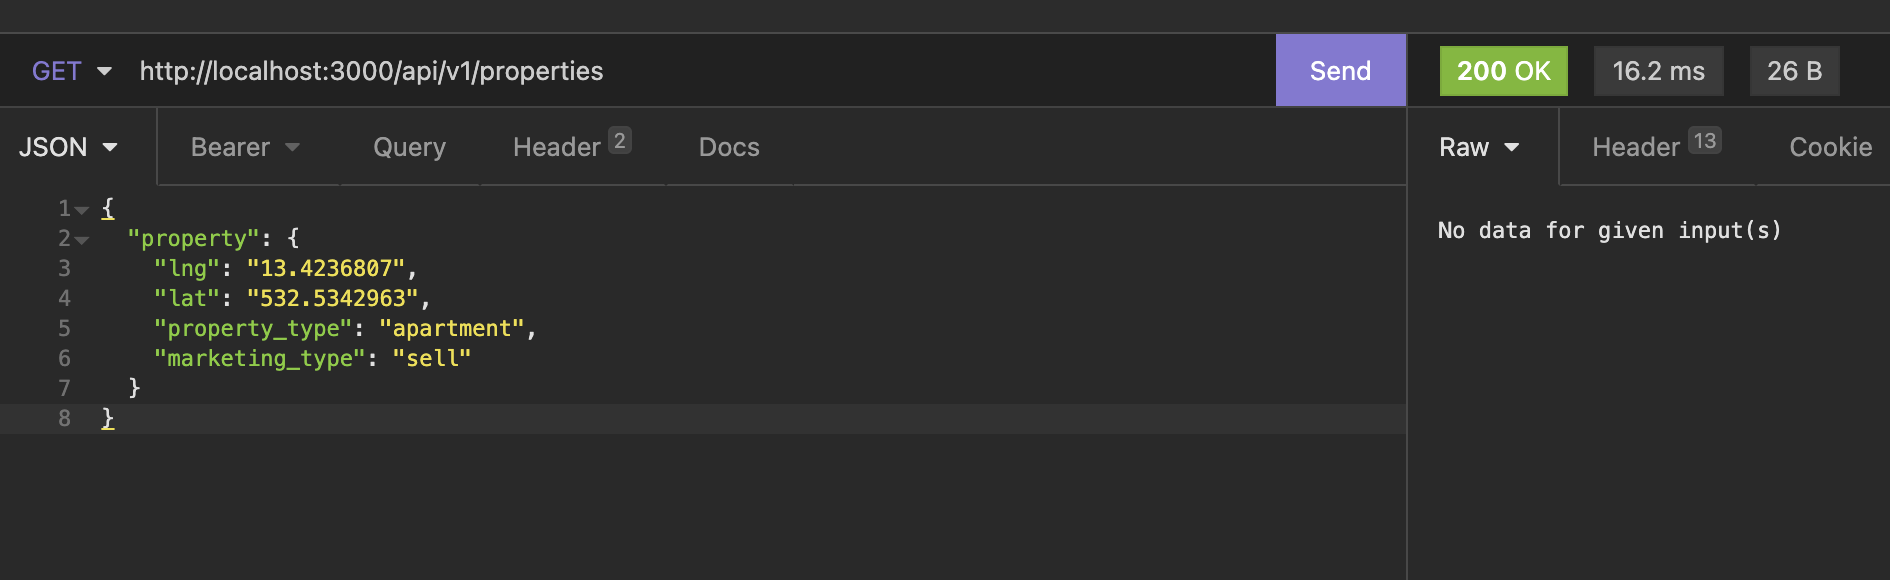 GET http://localhost:3000/api/v1/properties Send 200 OK 16.2 ms 26 B
JSON Bearer Query Header 2 Docs Raw Header 13 Cookie
1 {
2 "property": {
3 "lng": "13.4236807",
4 "lat": "532.5342963",
5 "property_type": "apartment",
6 "marketing_type": "sell"
7 }
8 }
No data for given input(s)